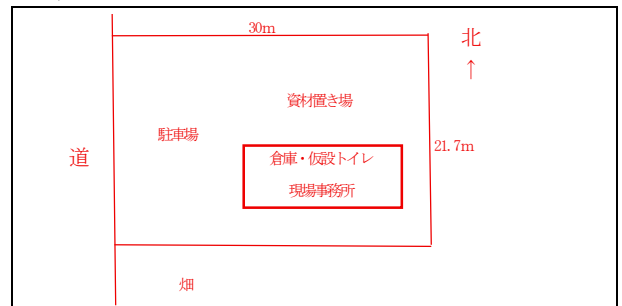 30m
北
↑
資材置き場
駐車場
道
21.7m
倉庫・仮設トイレ
現場事務所
畑